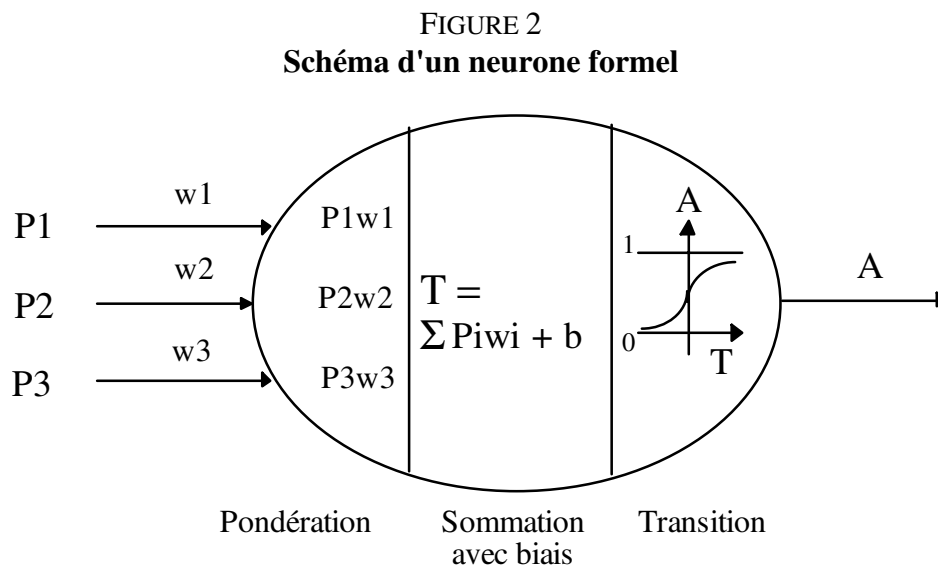 FIGURE 2
Schéma d'un neurone formel
w1
P1
P1w1
w2
P2
P2w2
w3
P3
P3w3
T =
Σ Piwi + b
A
1
0
T
A
Pondération
Sommation
avec biais
Transition